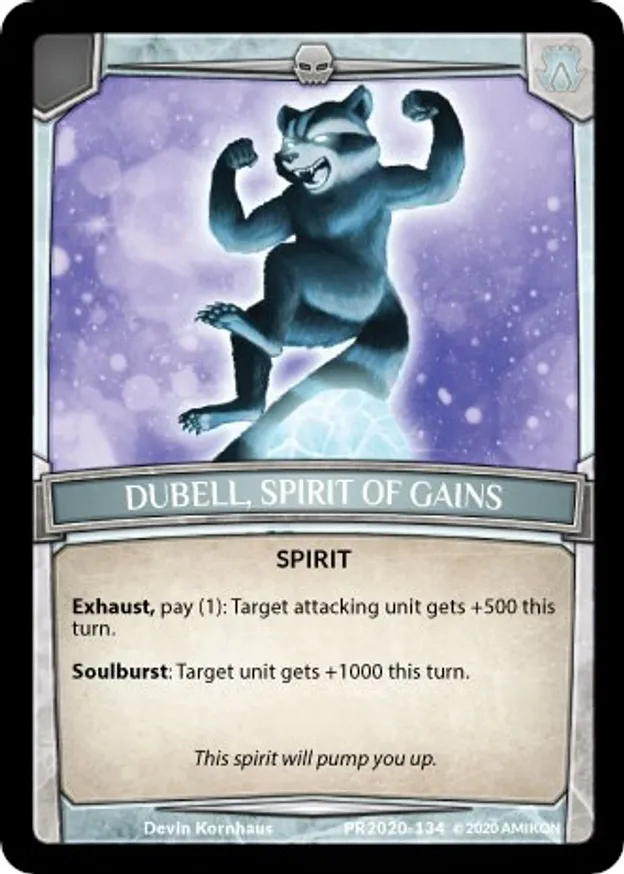 DUBELL, SPIRIT OF GAINS
SPIRIT
Exhaust, pay (1): Target attacking unit gets +500 this
turn.
Soulburst: Target unit gets +1000 this turn.
This spirit will pump you up.
Devin Kornhaus PR2020-134 ©2020 AMIKON